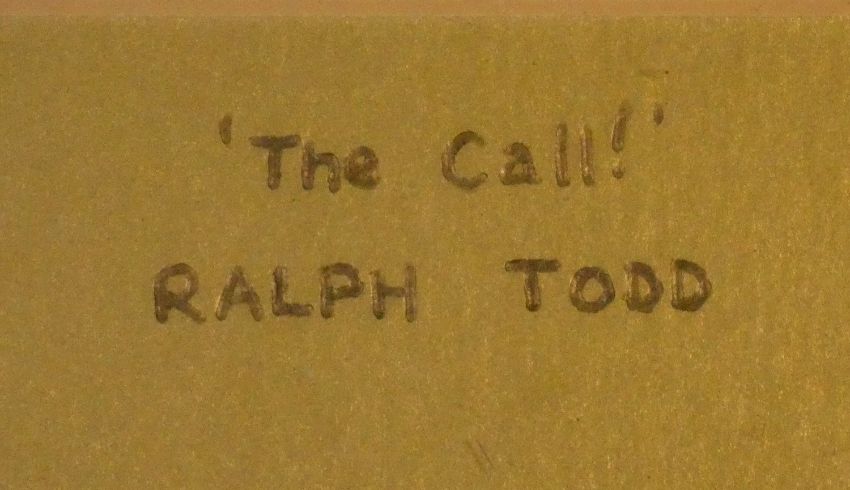 'The Call!'
RALPH TODD